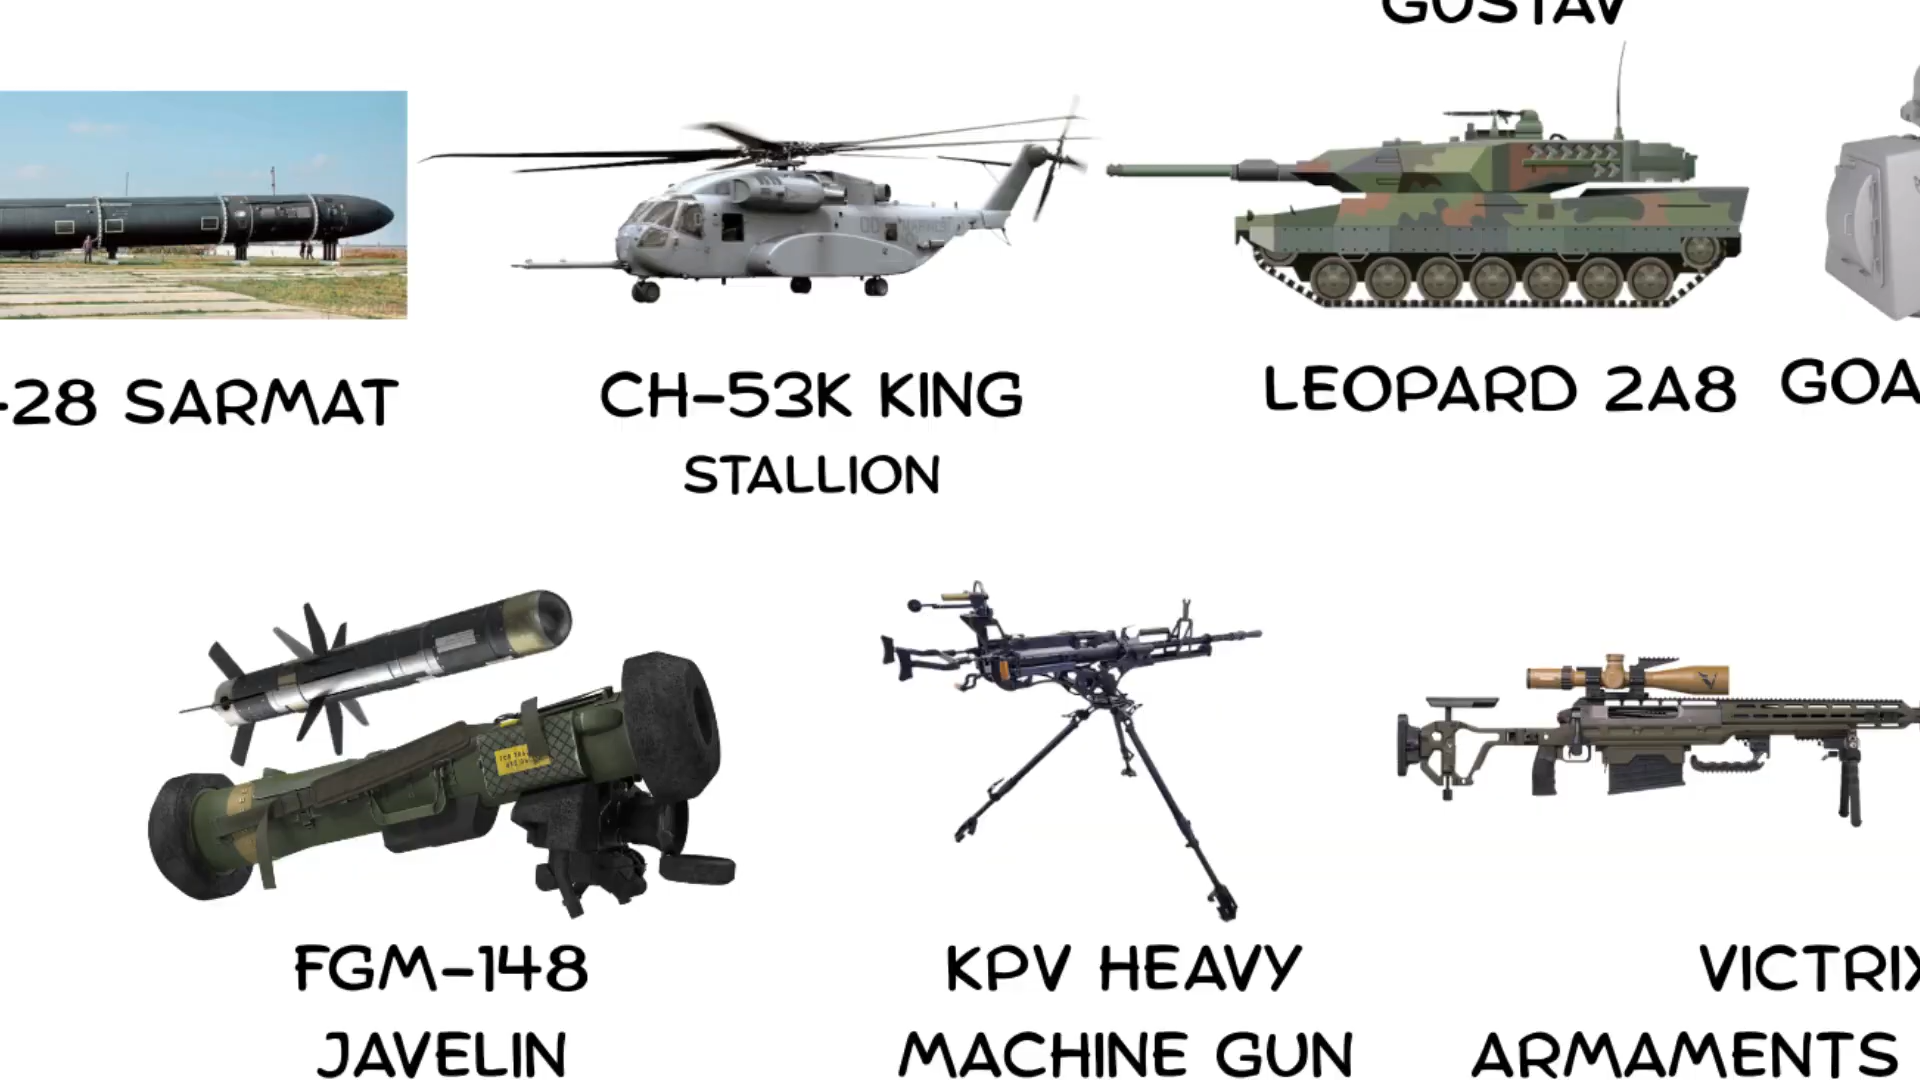 GUSTAV
-28 SARMAT
CH-53K KING
STALLION
LEOPARD 2A8
GOA
FGM-148
JAVELIN
KPV HEAVY
MACHINE GUN
VICTRIX
ARMAMENTS